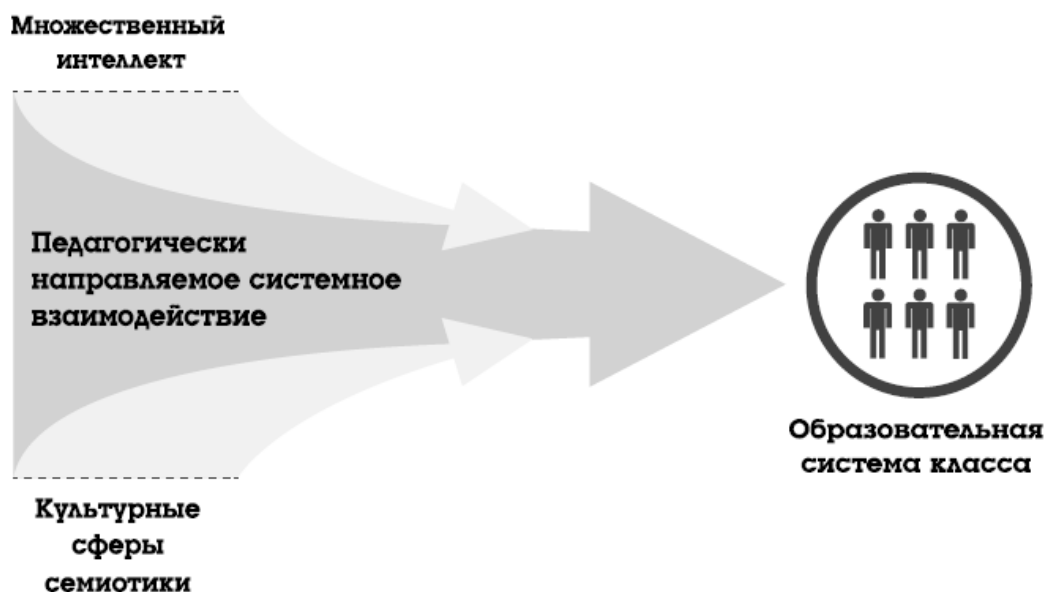 Множественный
интеллект
Педагогически
направляемое системное
взаимодействие
Образовательная
система класса
Культурные
сферы
семиотики